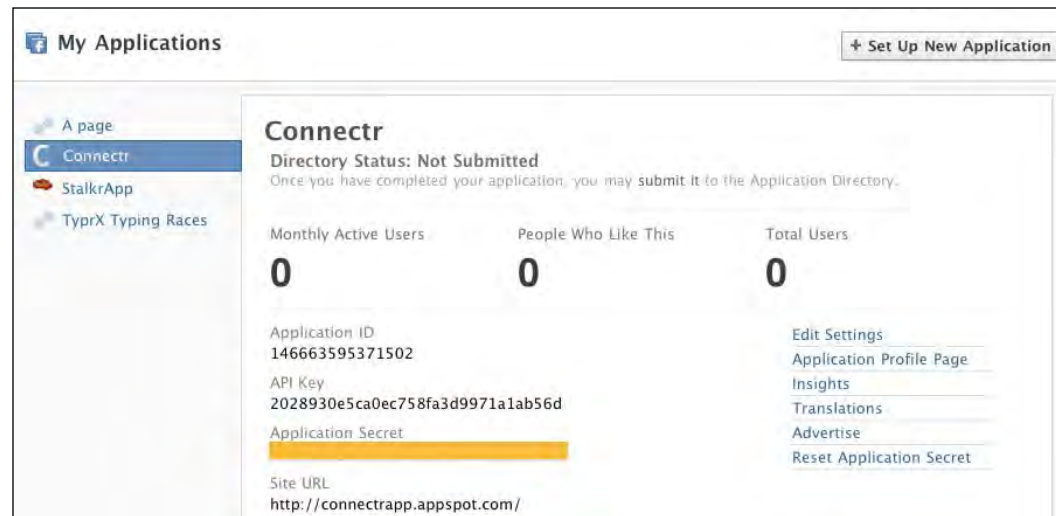 My Applications
+ Set Up New Application
A page
Connectr
StalkrApp
TyprX Typing Races
Connectr
Directory Status: Not Submitted
Once you have completed your application, you may submit it to the Application Directory.
Monthly Active Users
People Who Like This
Total Users
0
0
0
Application ID
146663595371502
API Key
2028930e5ca0ec758fa3d9971a1ab56d
Application Secret
Site URL
http://connectrapp.appspot.com/
Edit Settings
Application Profile Page
Insights
Translations
Advertise
Reset Application Secret